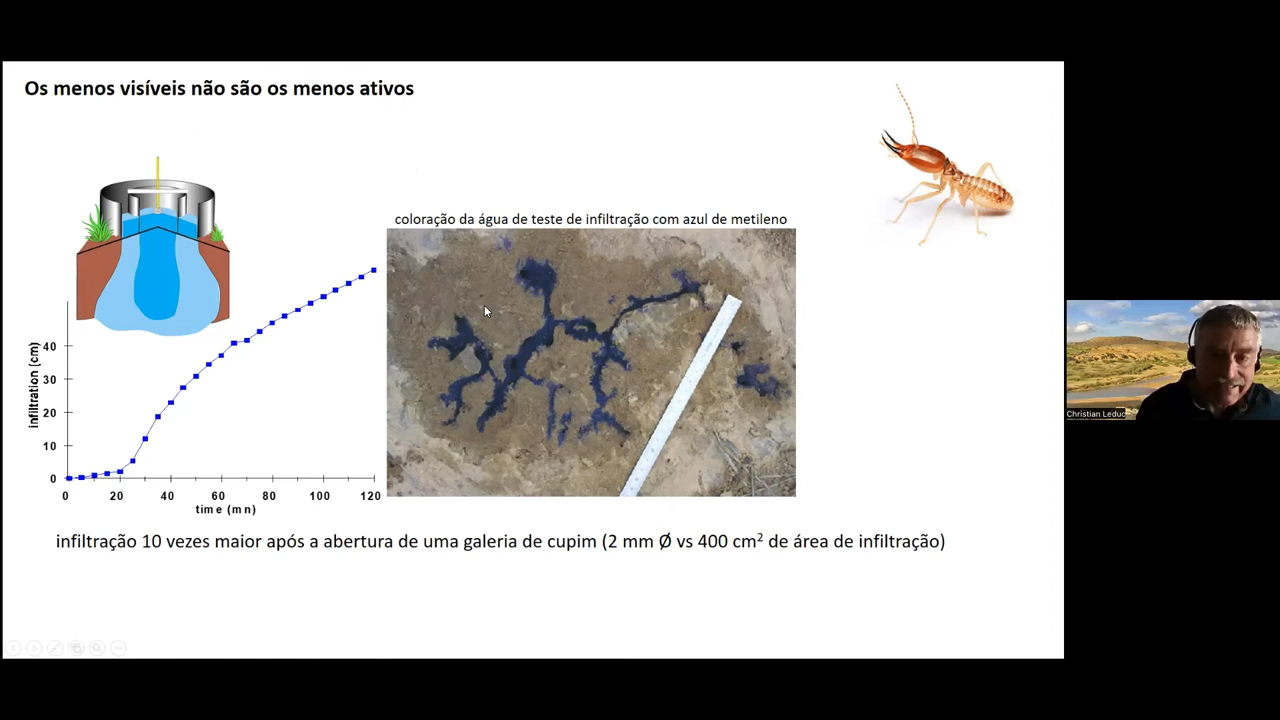 Os menos visíveis não são os menos ativos
coloração da água de teste de infiltração com azul de metileno
infiltration (cm)
40
30
20
10
0
0 20 40 60 80 100 120
time (mn)
infiltração 10 vezes maior após a abertura de uma galeria de cupim (2 mm Ø vs 400 cm² de área de infiltração)
Christian Leduc